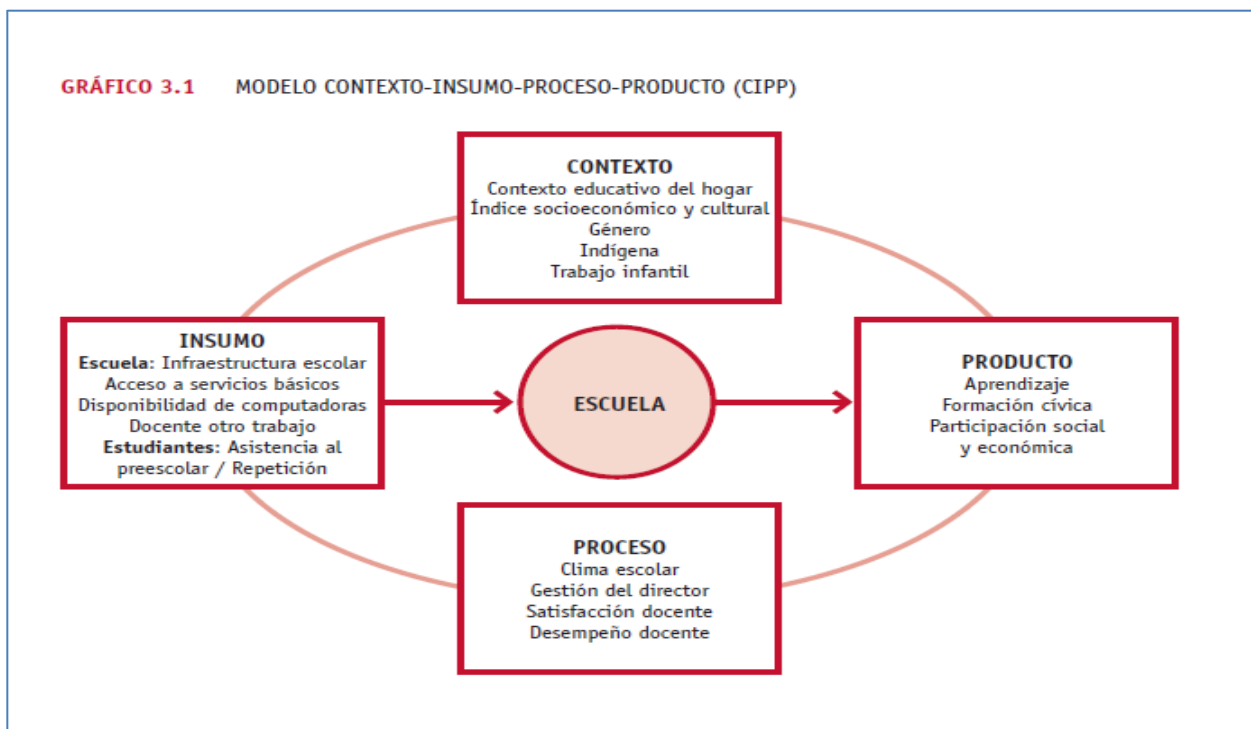 GRÁFICO 3.1 MODELO CONTEXTO-INSUMO-PROCESO-PRODUCTO (CIPP)
CONTEXTO
Contexto educativo del hogar
Índice socioeconómico y cultural
Género
Indígena
Trabajo infantil
INSUMO
Escuela: Infraestructura escolar
Acceso a servicios básicos
Disponibilidad de computadoras
Docente otro trabajo
Estudiantes: Asistencia al
preescolar / Repetición
ESCUELA
PRODUCTO
Aprendizaje
Formación cívica
Participación social
y económica
PROCESO
Clima escolar
Gestión del director
Satisfacción docente
Desempeño docente